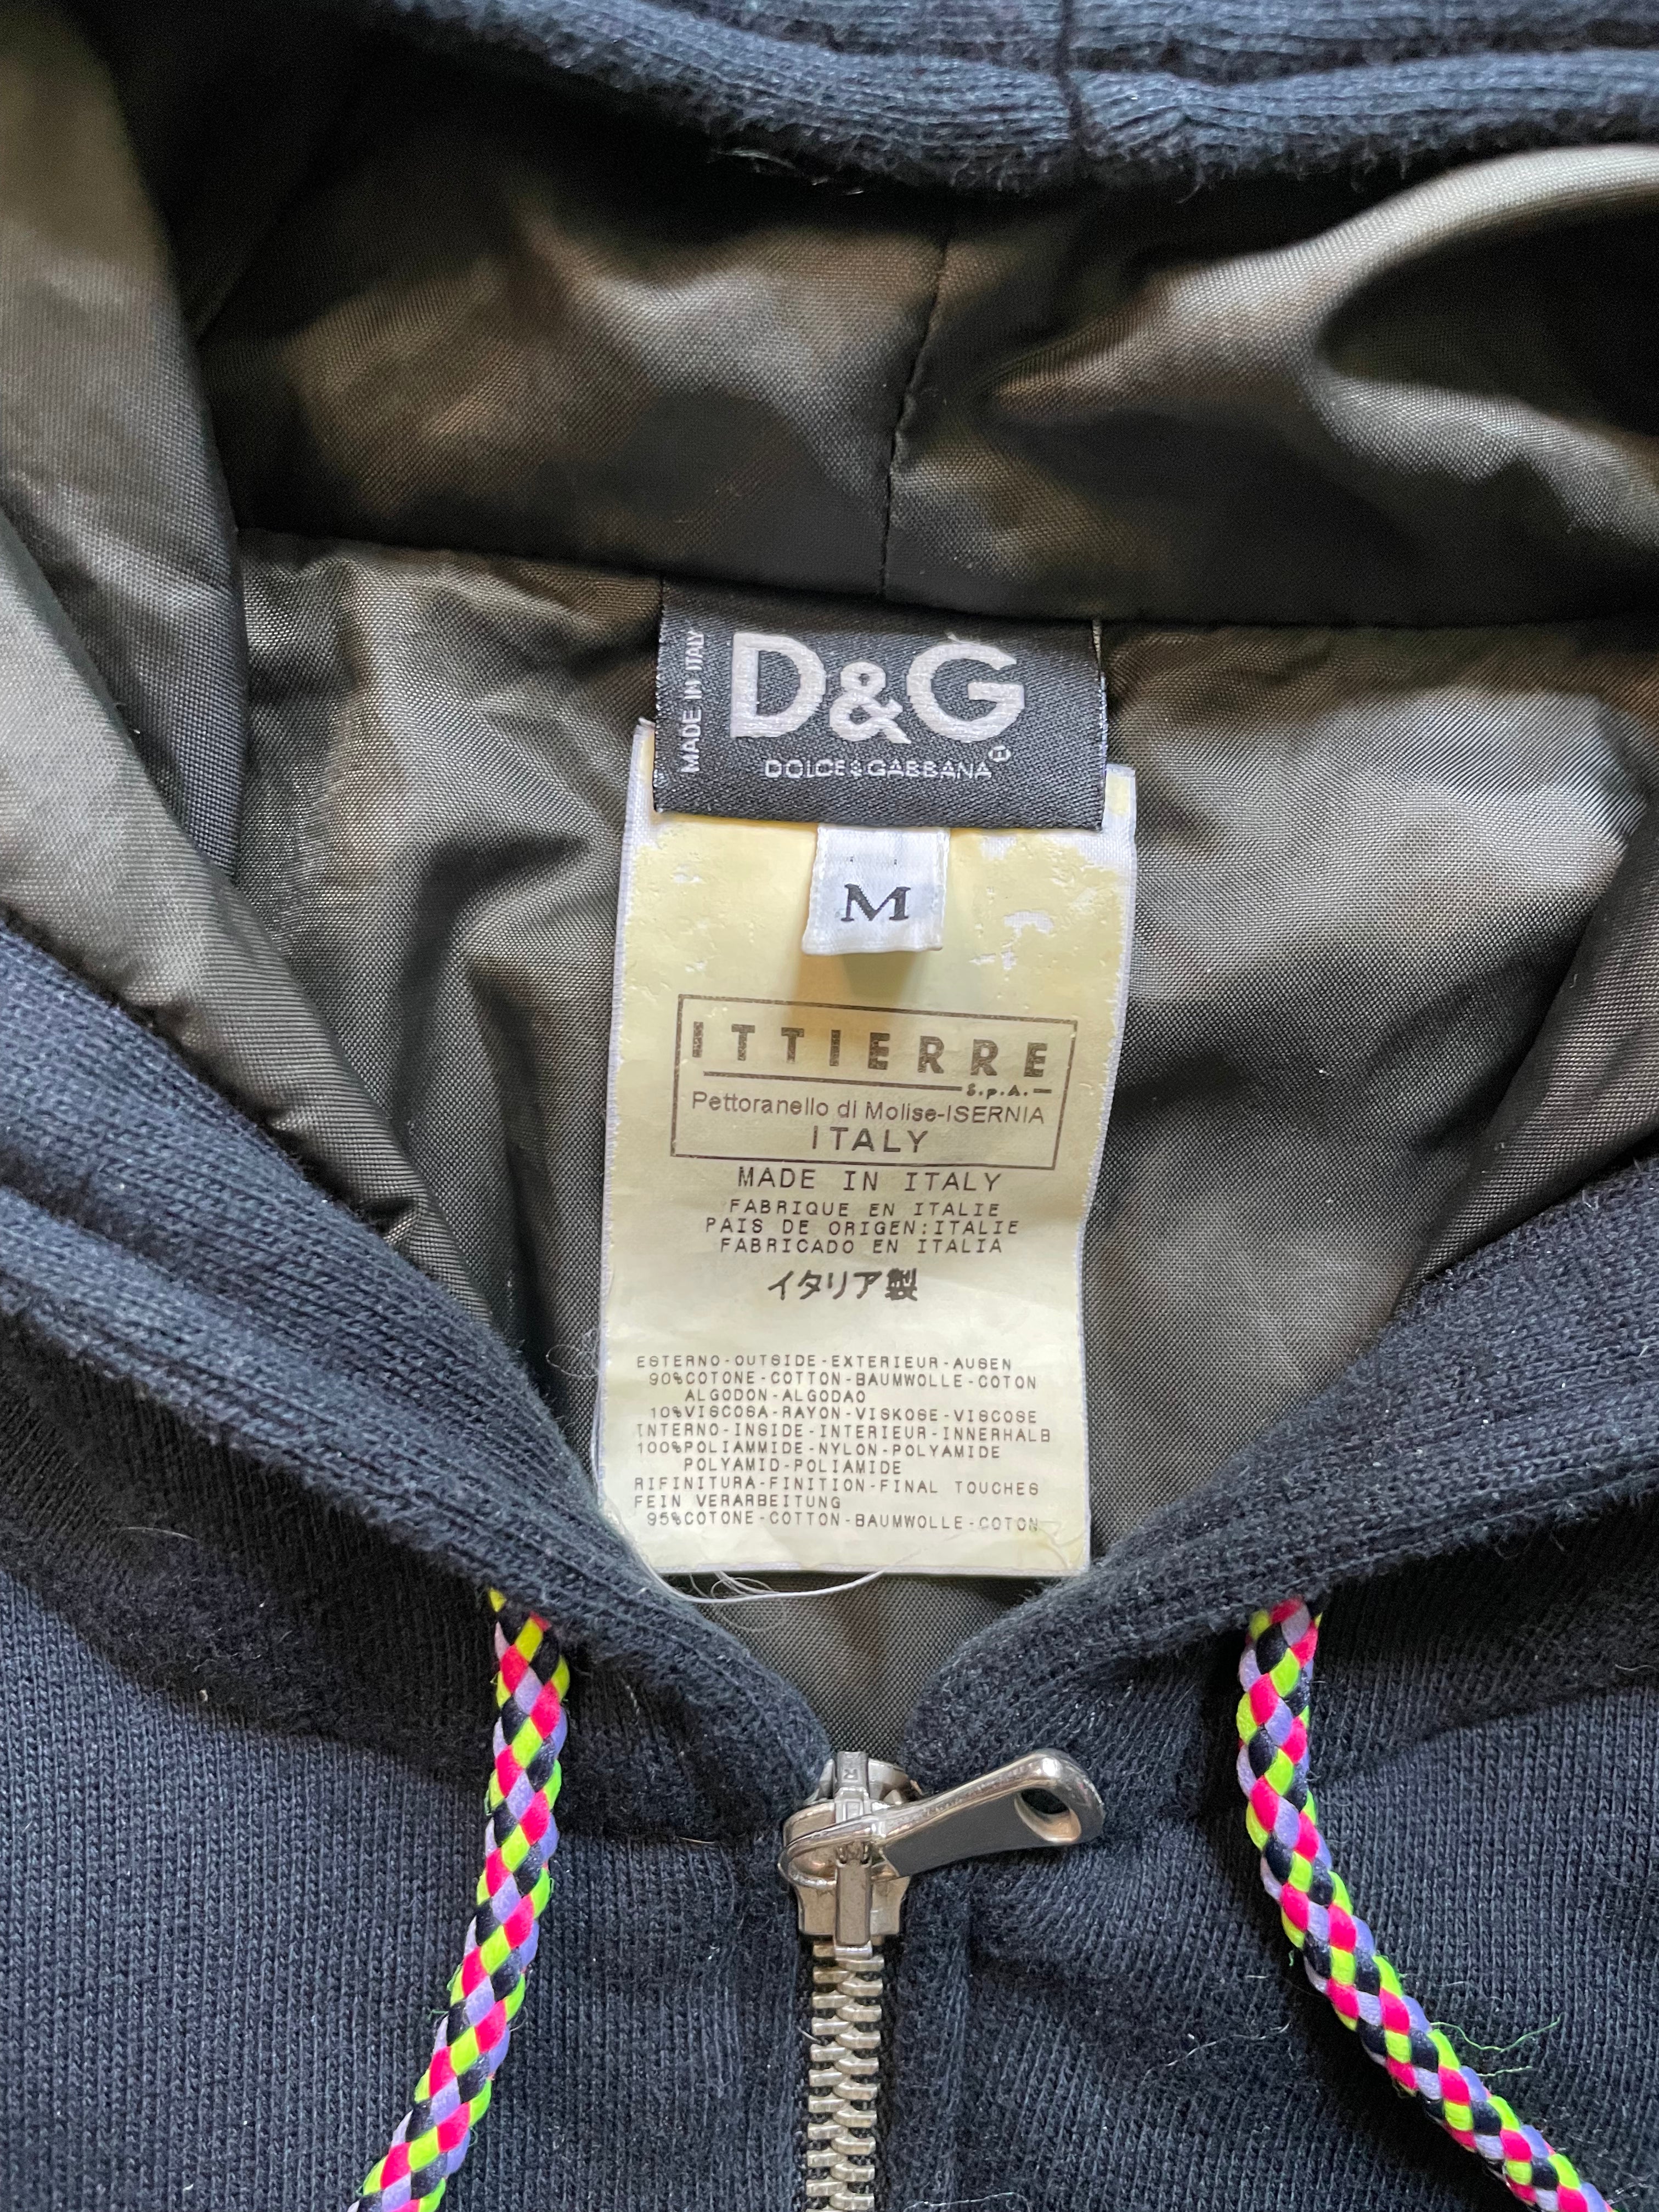 MADE IN ITALY
D&G
DOLCE&GABBANA®
M
ITTIERRE
S.p.A.
Pettoranello di Molise-ISERNIA
ITALY
MADE IN ITALY
FABRIQUE EN ITALIE
PAIS DE ORIGEN:ITALIE
FABRICADO EN ITALIA
イタリア製
ESTERNO-OUTSIDE-EXTERIEUR-AUSEN
90%COTONE-COTTON-BAUMWOLLE-COTON
ALGODON-ALGODAO
10%VISCOSA-RAYON-VISKOSE-VISCOSE
INTERNO-INSIDE-INTERIEUR-INNERHALB
100%POLIAMMIDE-NYLON-POLYAMIDE
POLYAMID-POLIAMIDE
RIFINITURA-FINITION-FINAL TOUCHES
FEIN VERARBEITUNG
95%COTONE-COTTON-BAUMWOLLE-COTON